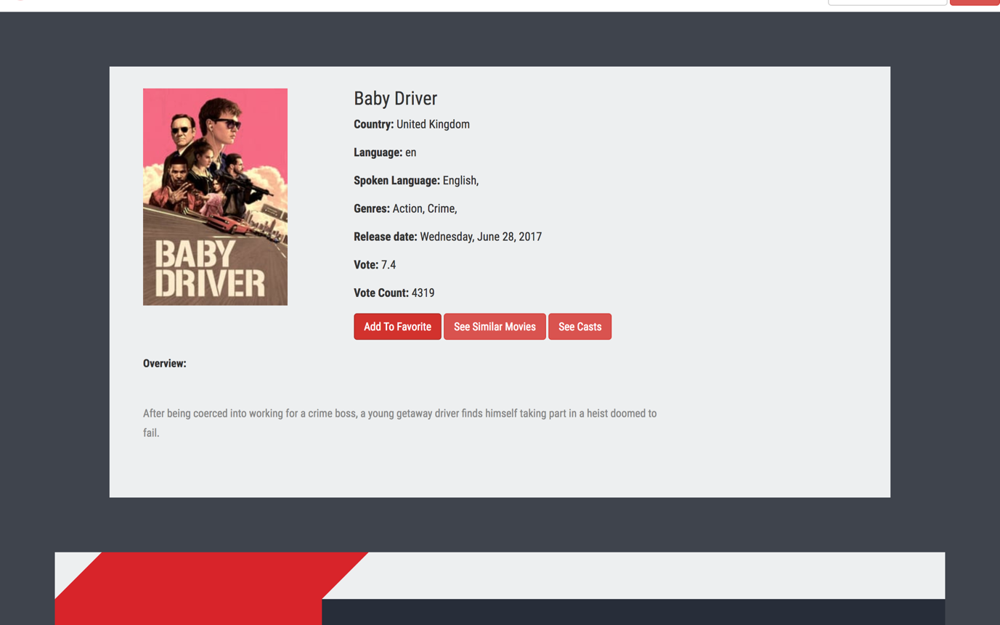 BABY
DRIVER
Baby Driver
Country: United Kingdom
Language: en
Spoken Language: English,
Genres: Action, Crime,
Release date: Wednesday, June 28, 2017
Vote: 7.4
Vote Count: 4319
Add To Favorite See Similar Movies See Casts
Overview:
After being coerced into working for a crime boss, a young getaway driver finds himself taking part in a heist doomed to
fail.